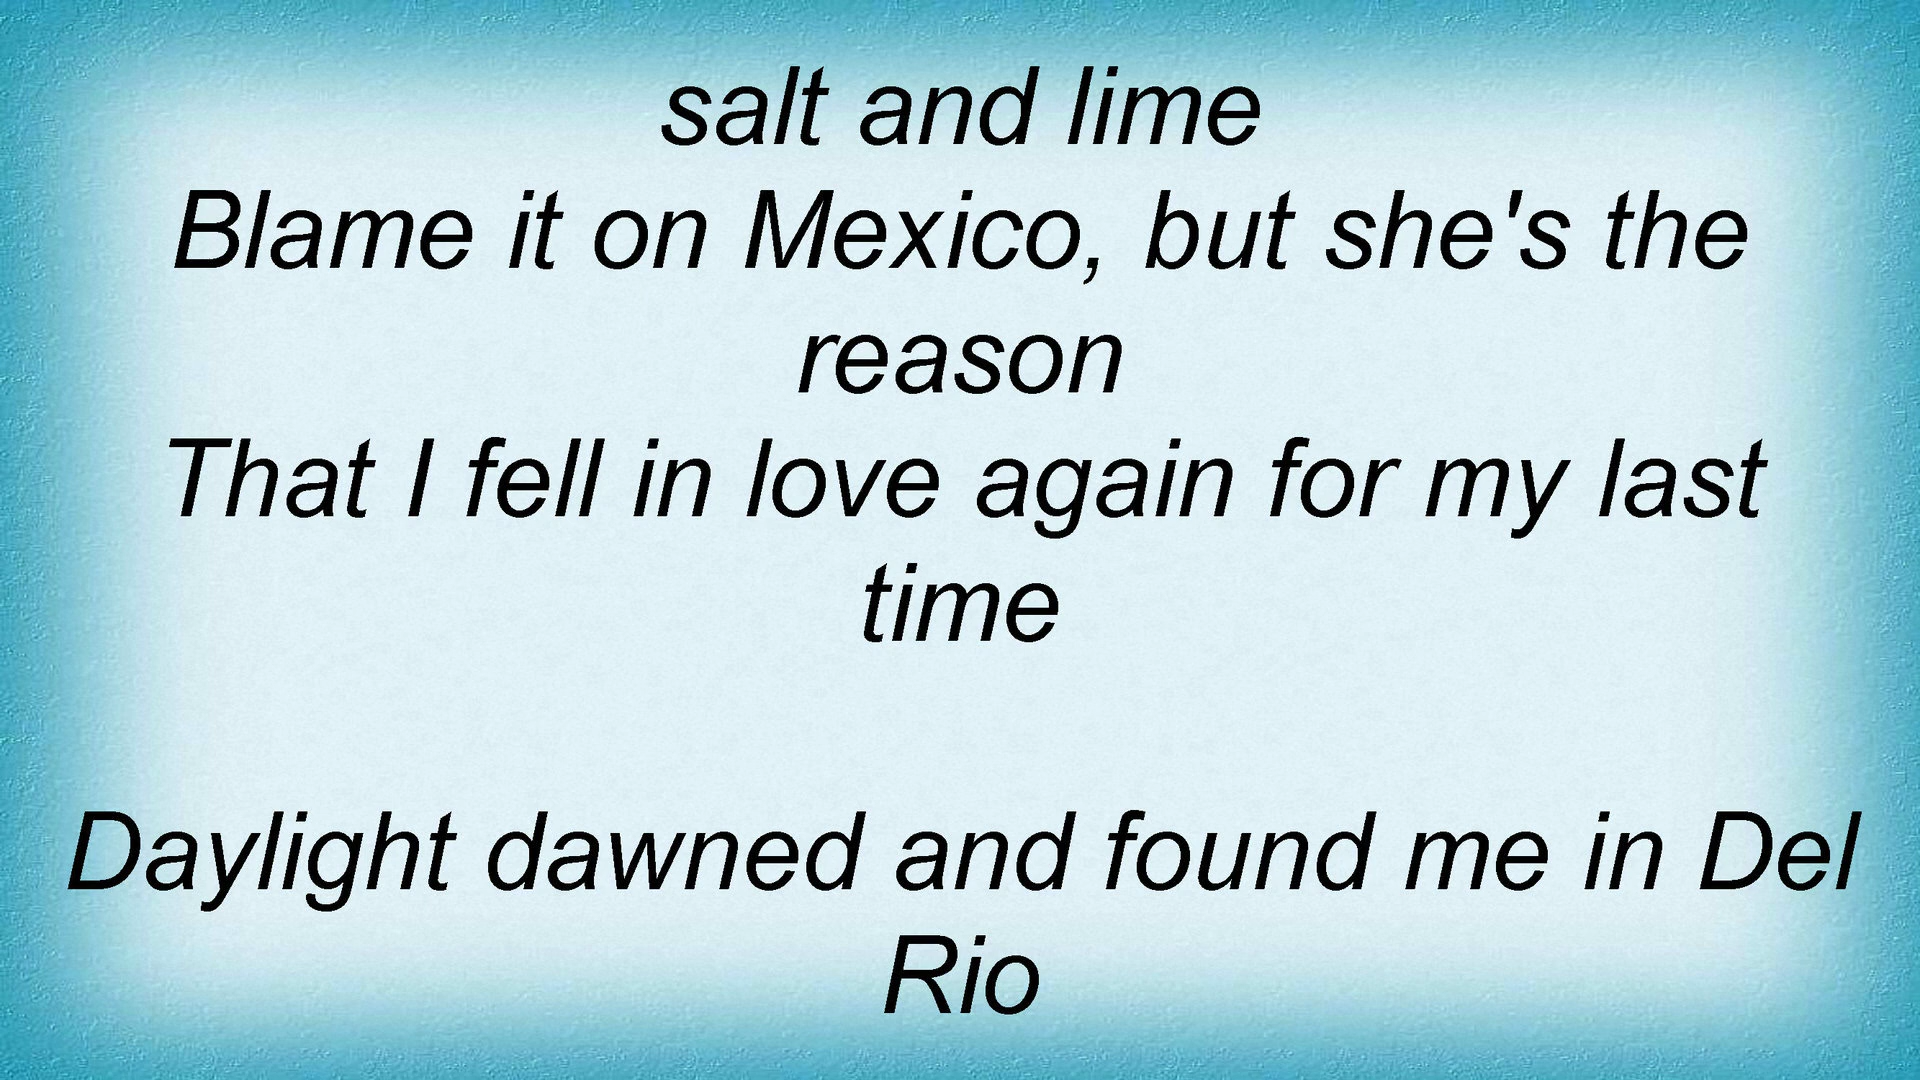 salt and lime
Blame it on Mexico, but she's the
reason
That I fell in love again for my last
time
Daylight dawned and found me in Del
Rio